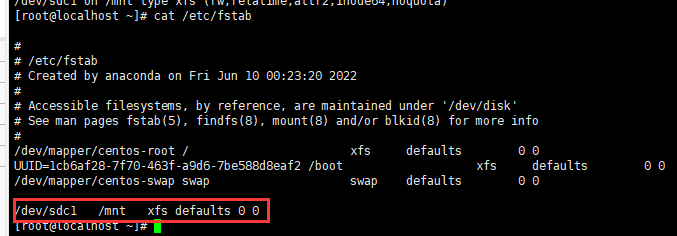 /dev/sdc1 on /mnt type xfs (rw,relatime,attr2,inode64,noquota)
[root@localhost ~]# cat /etc/fstab
#
# /etc/fstab
# Created by anaconda on Fri Jun 10 00:23:20 2022
#
# Accessible filesystems, by reference, are maintained under '/dev/disk'
# See man pages fstab(5), findfs(8), mount(8) and/or blkid(8) for more info
#
/dev/mapper/centos-root / xfs defaults 0 0
UUID=1cb6af28-7f70-463f-a9d6-7be588d8eaf2 /boot xfs defaults 0 0
/dev/mapper/centos-swap swap swap defaults 0 0
/dev/sdc1 /mnt xfs defaults 0 0
[root@localhost ~]#